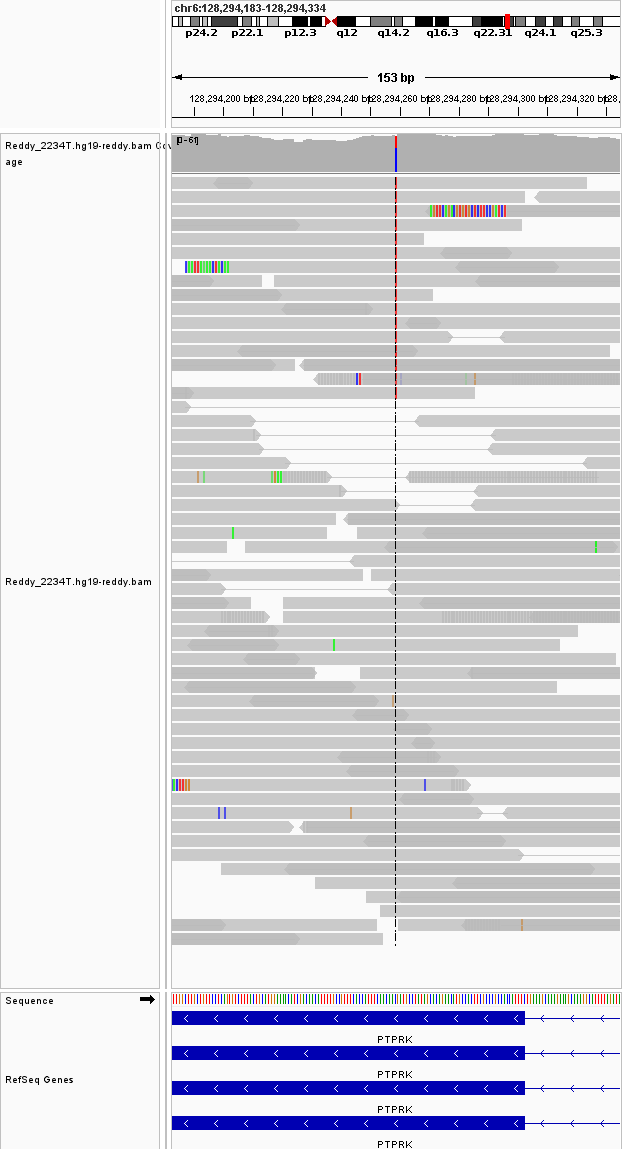 chr6:128,294,183-128,294,334
p24.2 p22.1 p12.3 q12 q14.2 q16.3 q22.31 q24.1 q25.3
153 bp
128,294,200 bp 128,294,220 bp 128,294,240 bp 128,294,260 bp 128,294,280 bp 128,294,300 bp 128,294,320 bp 128,
Reddy_2234T.hg19-reddy.bam Cov
age
[0-61]
Reddy_2234T.hg19-reddy.bam
Sequence
PTPRK
PTPRK
RefSeq Genes
PTPRK
PTPRK